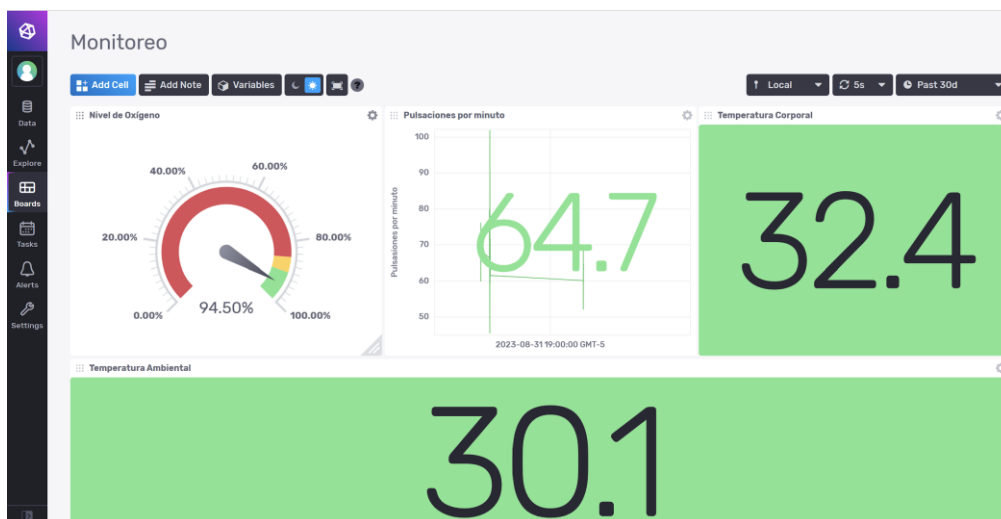 Monitoreo
Add Cell
Add Note
Variables
?
Local
5s
Past 30d
Data
Explore
Boards
Tasks
Alerts
Settings
Nivel de Oxígeno
0.00%
20.00%
40.00%
60.00%
80.00%
100.00%
94.50%
Pulsaciones por minuto
Pulsaciones por minuto
100
90
80
70
60
50
64.7
2023-08-31 19:00:00 GMT-5
Temperatura Corporal
32.4
Temperatura Ambiental
30.1